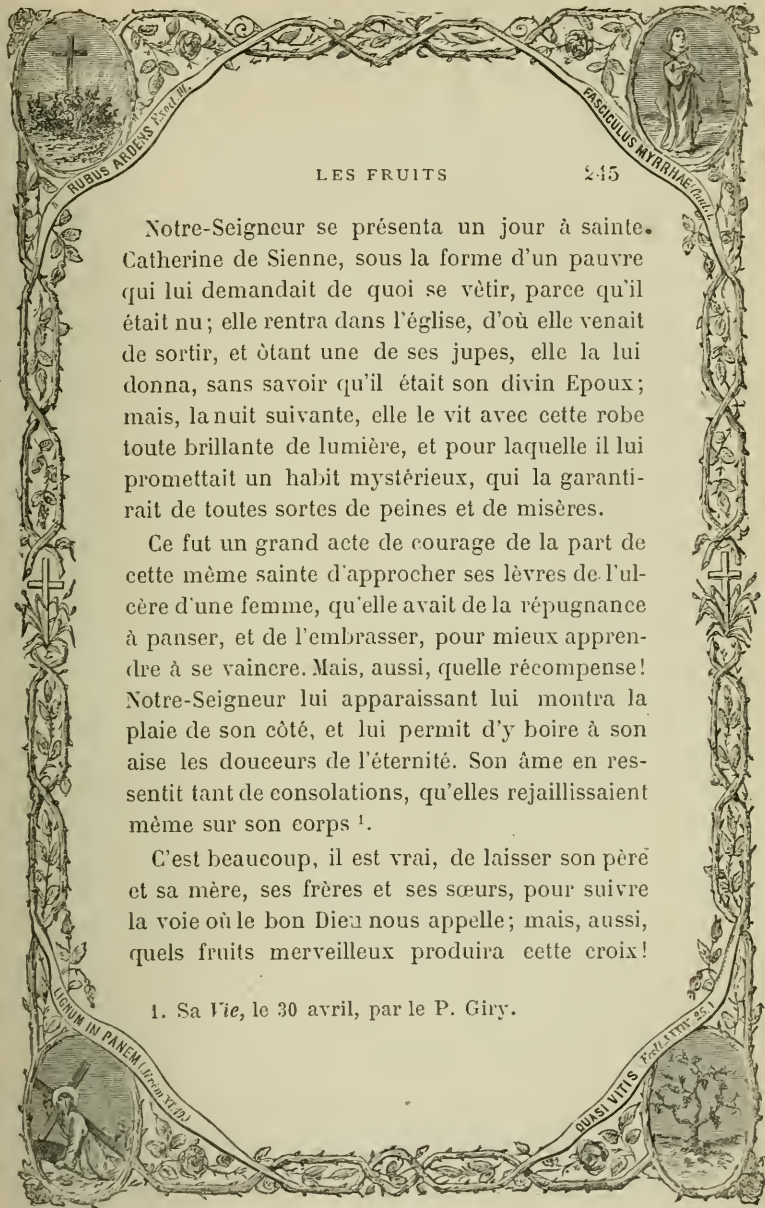 RUBUS ARDENS Exod. III.
FASCICULUS MYRRHAE (Cant. I.
LES FRUITS 245
Notre-Seigneur se présenta un jour à sainte
Catherine de Sienne, sous la forme d'un pauvre
qui lui demandait de quoi se vêtir, parce qu'il
était nu; elle rentra dans l'église, d'où elle venait
de sortir, et ôtant une de ses jupes, elle la lui
donna, sans savoir qu'il était son divin Epoux;
mais, la nuit suivante, elle le vit avec cette robe
toute brillante de lumière, et pour laquelle il lui
promettait un habit mystérieux, qui la garanti-
rait de toutes sortes de peines et de misères.
Ce fut un grand acte de courage de la part de
cette même sainte d'approcher ses lèvres de l'ul-
cère d'une femme, qu'elle avait de la répugnance
à panser, et de l'embrasser, pour mieux appren-
dre à se vaincre. Mais, aussi, quelle récompense!
Notre-Seigneur lui apparaissant lui montra la
plaie de son côté, et lui permit d'y boire à son
aise les douceurs de l'éternité. Son âme en res-
sentit tant de consolations, qu'elles rejaillissaient
même sur son corps 1.
C'est beaucoup, il est vrai, de laisser son père
et sa mère, ses frères et ses sœurs, pour suivre
la voie où le bon Dieu nous appelle; mais, aussi,
quels fruits merveilleux produira cette croix!
1. Sa Vie, le 30 avril, par le P. Giry.
LIGNUM IN PANEM (Jérém XI.19.)
QUASI VITIS Eccli. XXIV 25.)